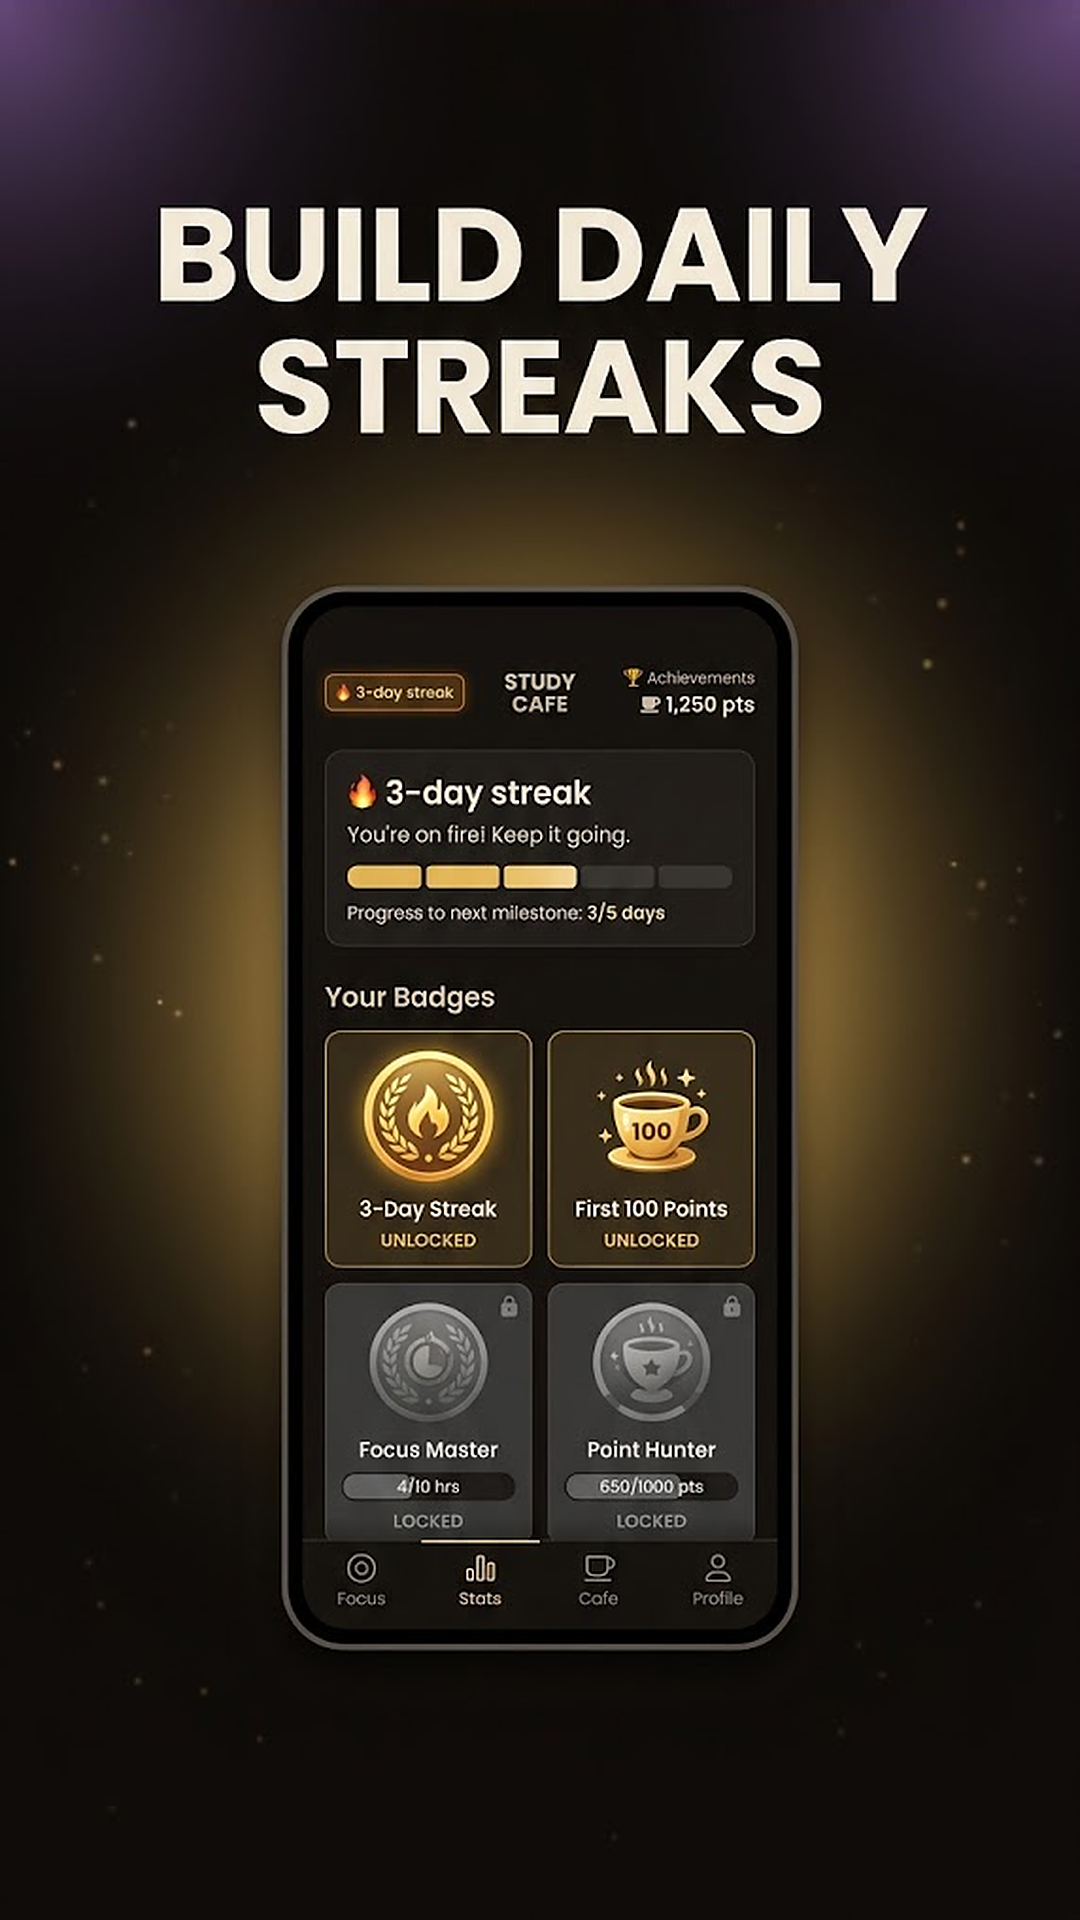 BUILD DAILY
STREAKS
🔥 3-day streak
STUDY
CAFE
🏆 Achievements
1,250 pts
🔥 3-day streak
You're on fire! Keep it going.
Progress to next milestone: 3/5 days
Your Badges
100
3-Day Streak
First 100 Points
UNLOCKED
UNLOCKED
Focus Master
Point Hunter
4/10 hrs
650/1000 pts
LOCKED
LOCKED
Focus
Stats
Cafe
Profile